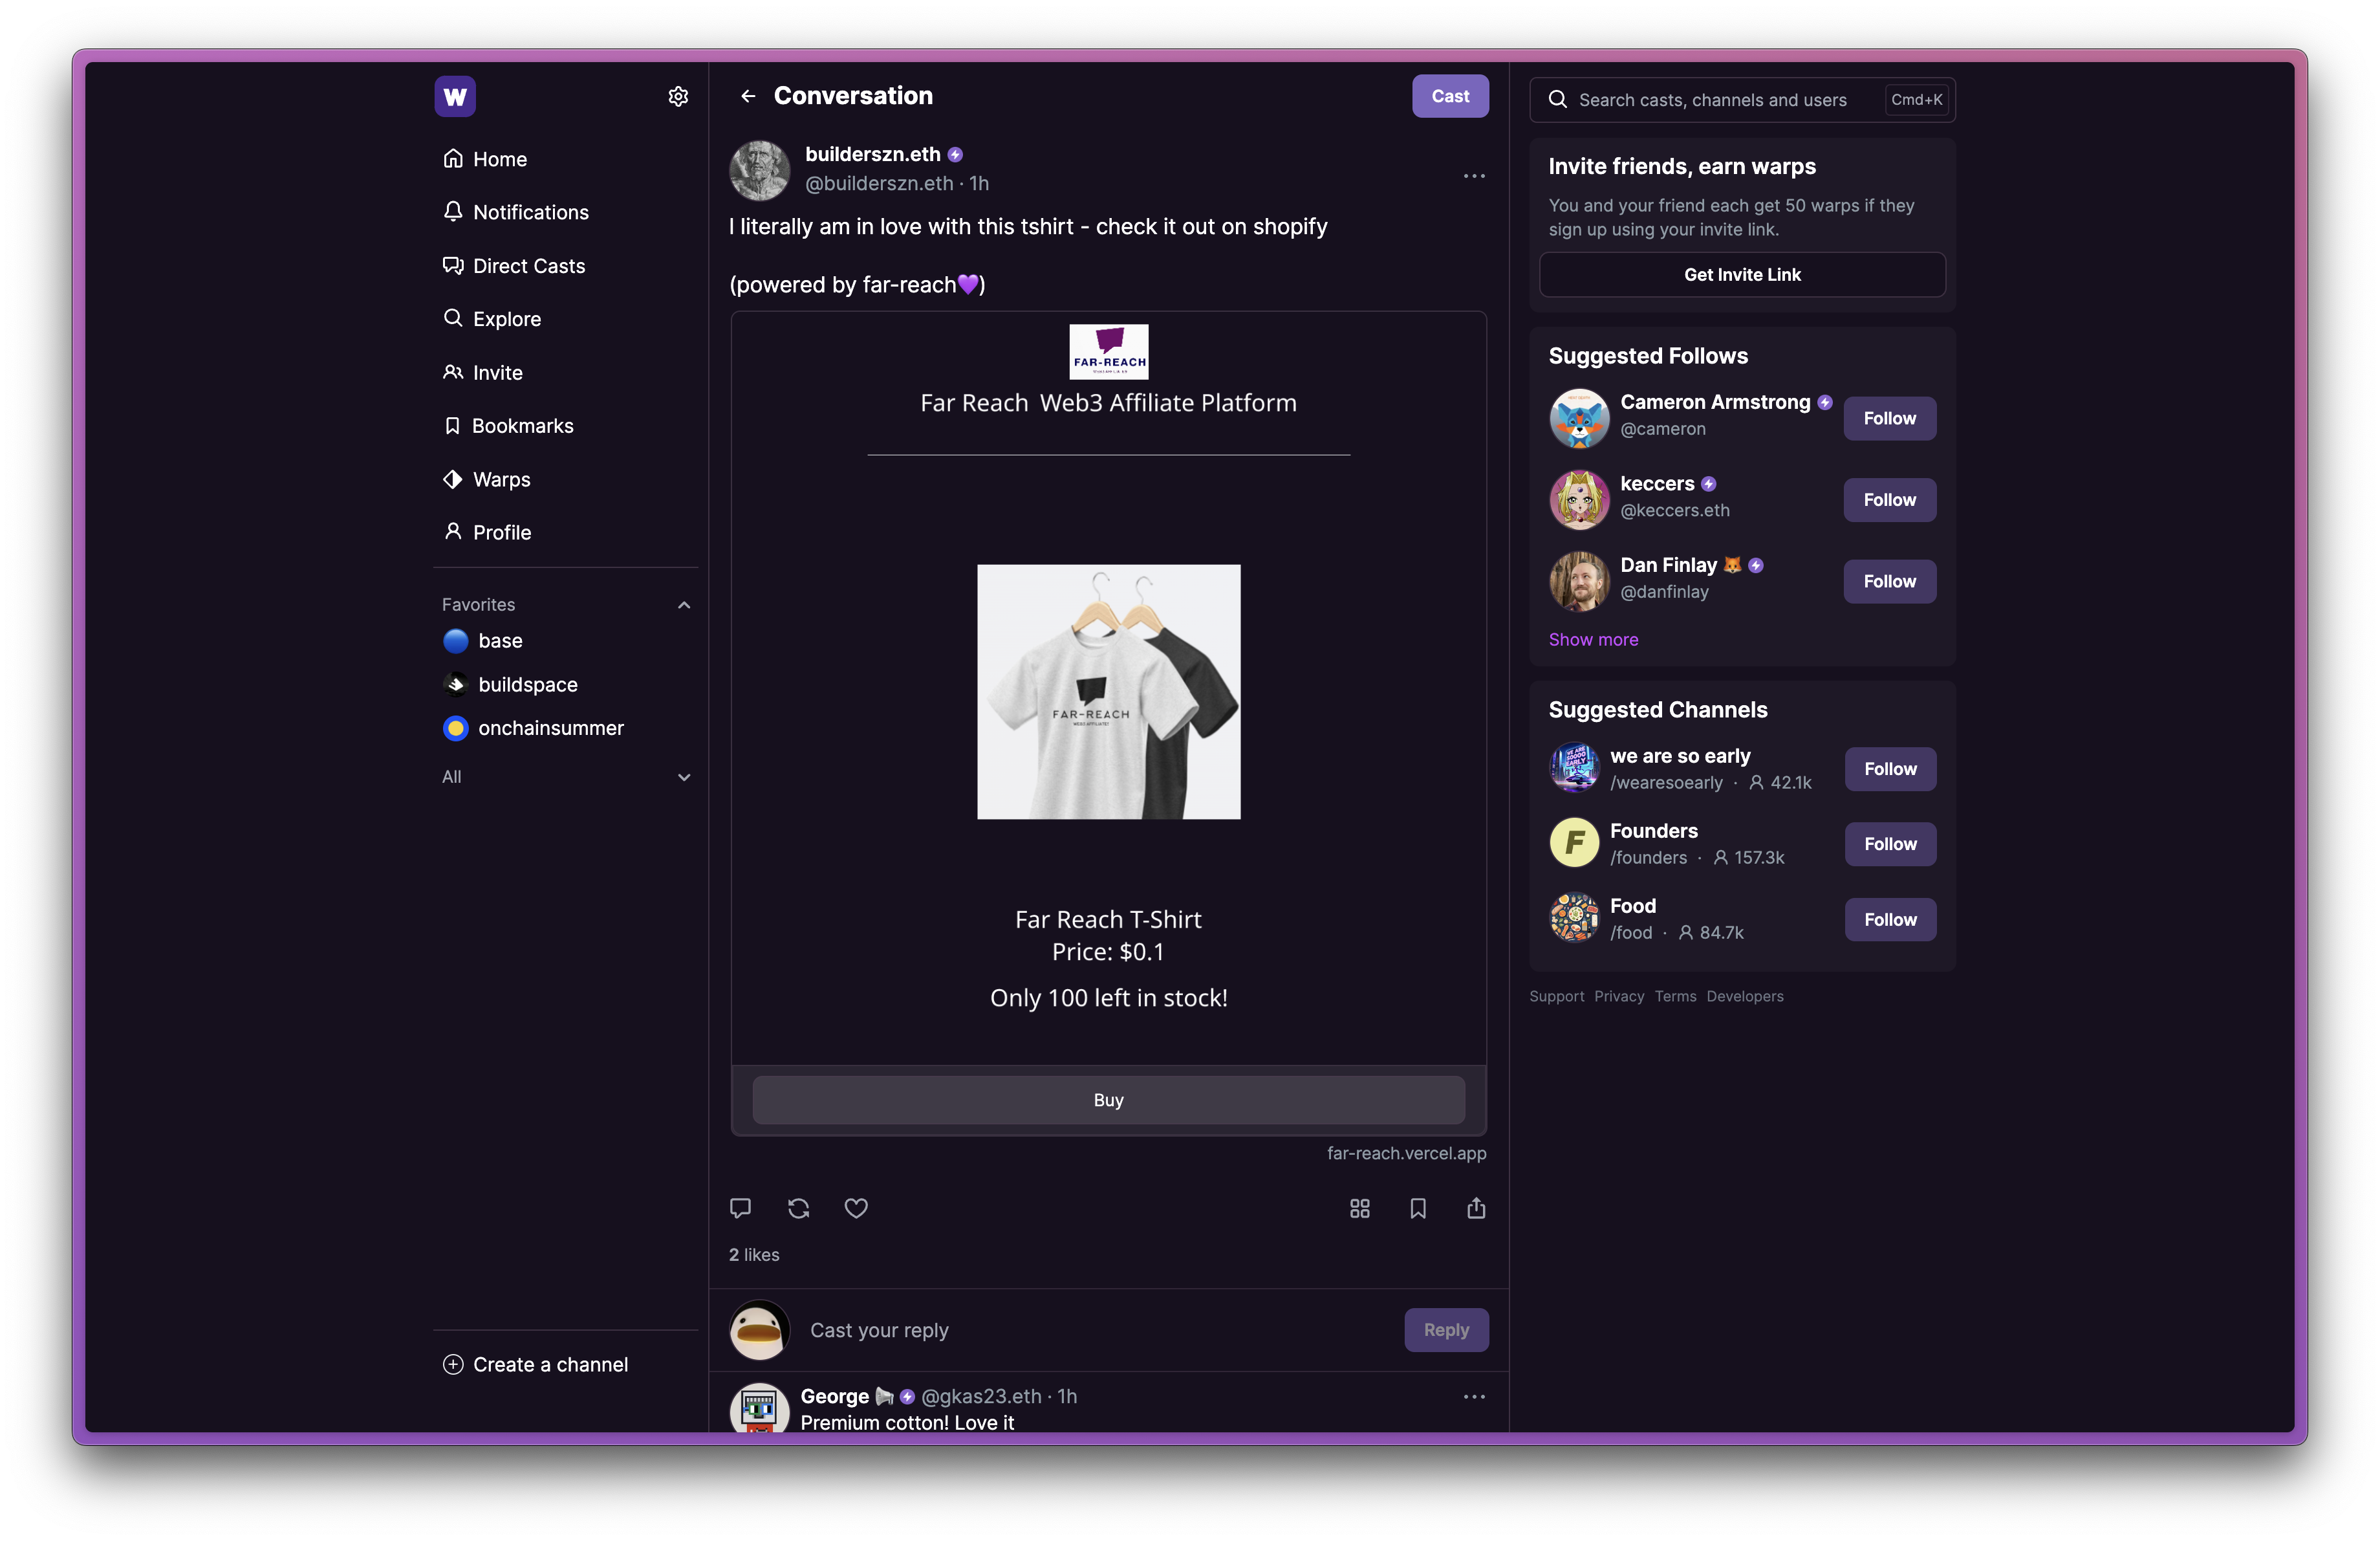 W
Home
Notifications
Direct Casts
Explore
Invite
Bookmarks
Warps
Profile
Favorites
base
buildspace
onchainsummer
All
Create a channel
Conversation
Cast
builderszn.eth
@builderszn.eth · 1h
I literally am in love with this tshirt - check it out on shopify
(powered by far-reach💜)
FAR-REACH
Far Reach Web3 Affiliate Platform
FAR-REACH
WEB3 AFFILIATE
Far Reach T-Shirt
Price: $0.1
Only 100 left in stock!
Buy
far-reach.vercel.app
2 likes
Cast your reply
Reply
George @gkas23.eth · 1h
Premium cotton! Love it
Search casts, channels and users
Cmd+K
Invite friends, earn warps
You and your friend each get 50 warps if they
sign up using your invite link.
Get Invite Link
Suggested Follows
Cameron Armstrong
@cameron
Follow
keccers
@keccers.eth
Follow
Dan Finlay 🦊
@danfinlay
Follow
Show more
Suggested Channels
we are so early
/wearesoearly · 42.1k
Follow
F
Founders
/founders · 157.3k
Follow
Food
/food · 84.7k
Follow
Support Privacy Terms Developers